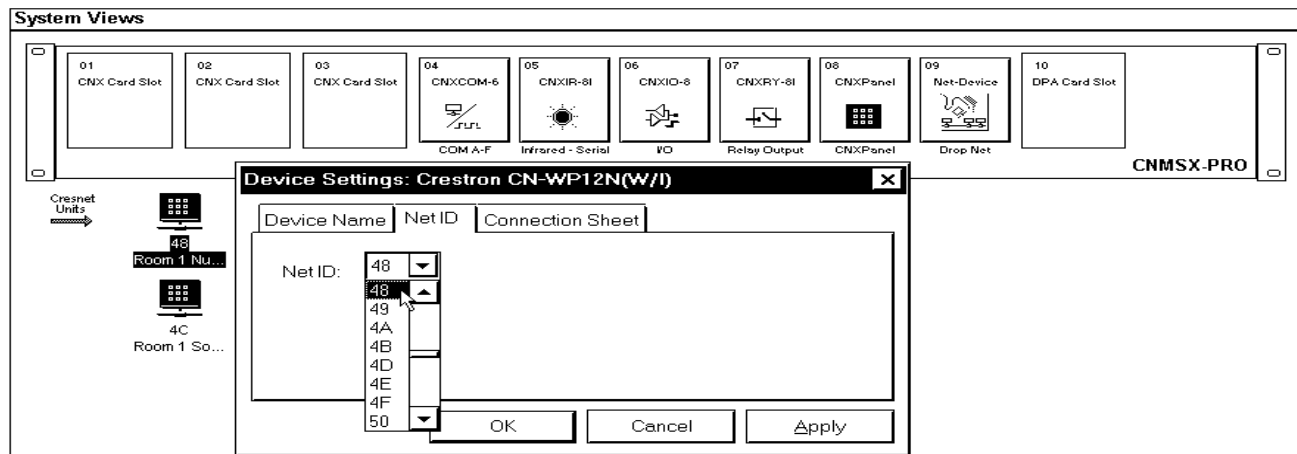 System Views
01
CNX Card Slot
02
CNX Card Slot
03
CNX Card Slot
04
CNXCOM-6
COM A-F
05
CNXIR-8I
Infrared - Serial
06
CNXIO-8
I/O
07
CNXRY-8I
Relay Output
08
CNXPanel
CNXPanel
09
Net-Device
Drop Net
10
DPA Card Slot
CNMSX-PRO
Cresnet
Units
48
Room 1 Nu...
4C
Room 1 So...
Device Settings: Crestron CN-WP12N(W/I)
Device Name
Net ID
Connection Sheet
Net ID:
48
48
49
4A
4B
4D
4E
4F
50
OK
Cancel
Apply